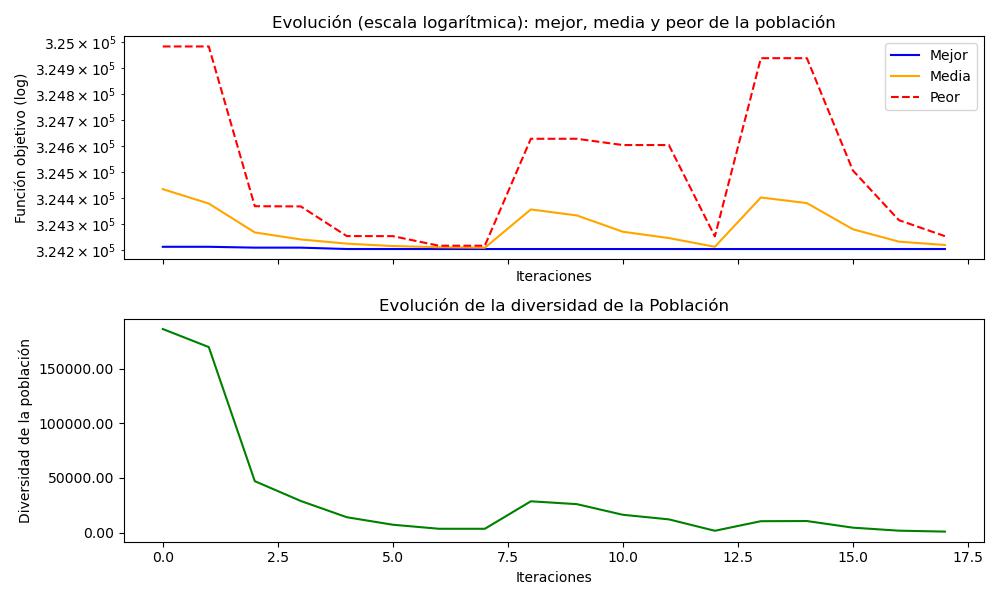 Evolución (escala logarítmica): mejor, media y peor de la población
Función objetivo (log)
3.25 × 10⁵
3.249 × 10⁵
3.248 × 10⁵
3.247 × 10⁵
3.246 × 10⁵
3.245 × 10⁵
3.244 × 10⁵
3.243 × 10⁵
3.242 × 10⁵
Mejor
Media
Peor
Iteraciones
Evolución de la diversidad de la Población
Diversidad de la población
150000.00
100000.00
50000.00
0.00
0.0 2.5 5.0 7.5 10.0 12.5 15.0 17.5
Iteraciones